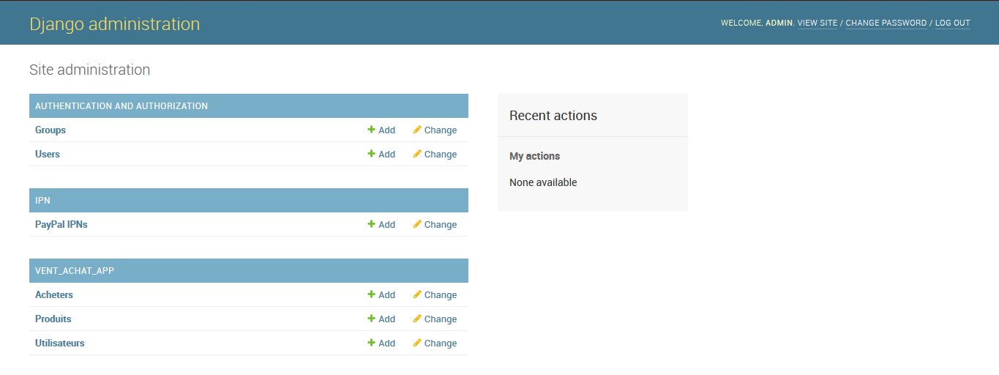 Django administration
WELCOME, ADMIN. VIEW SITE / CHANGE PASSWORD / LOG OUT
Site administration
AUTHENTICATION AND AUTHORIZATION
Groups Add Change
Users Add Change
IPN
PayPal IPNs Add Change
VENT_ACHAT_APP
Acheters Add Change
Produits Add Change
Utilisateurs Add Change
Recent actions
My actions
None available